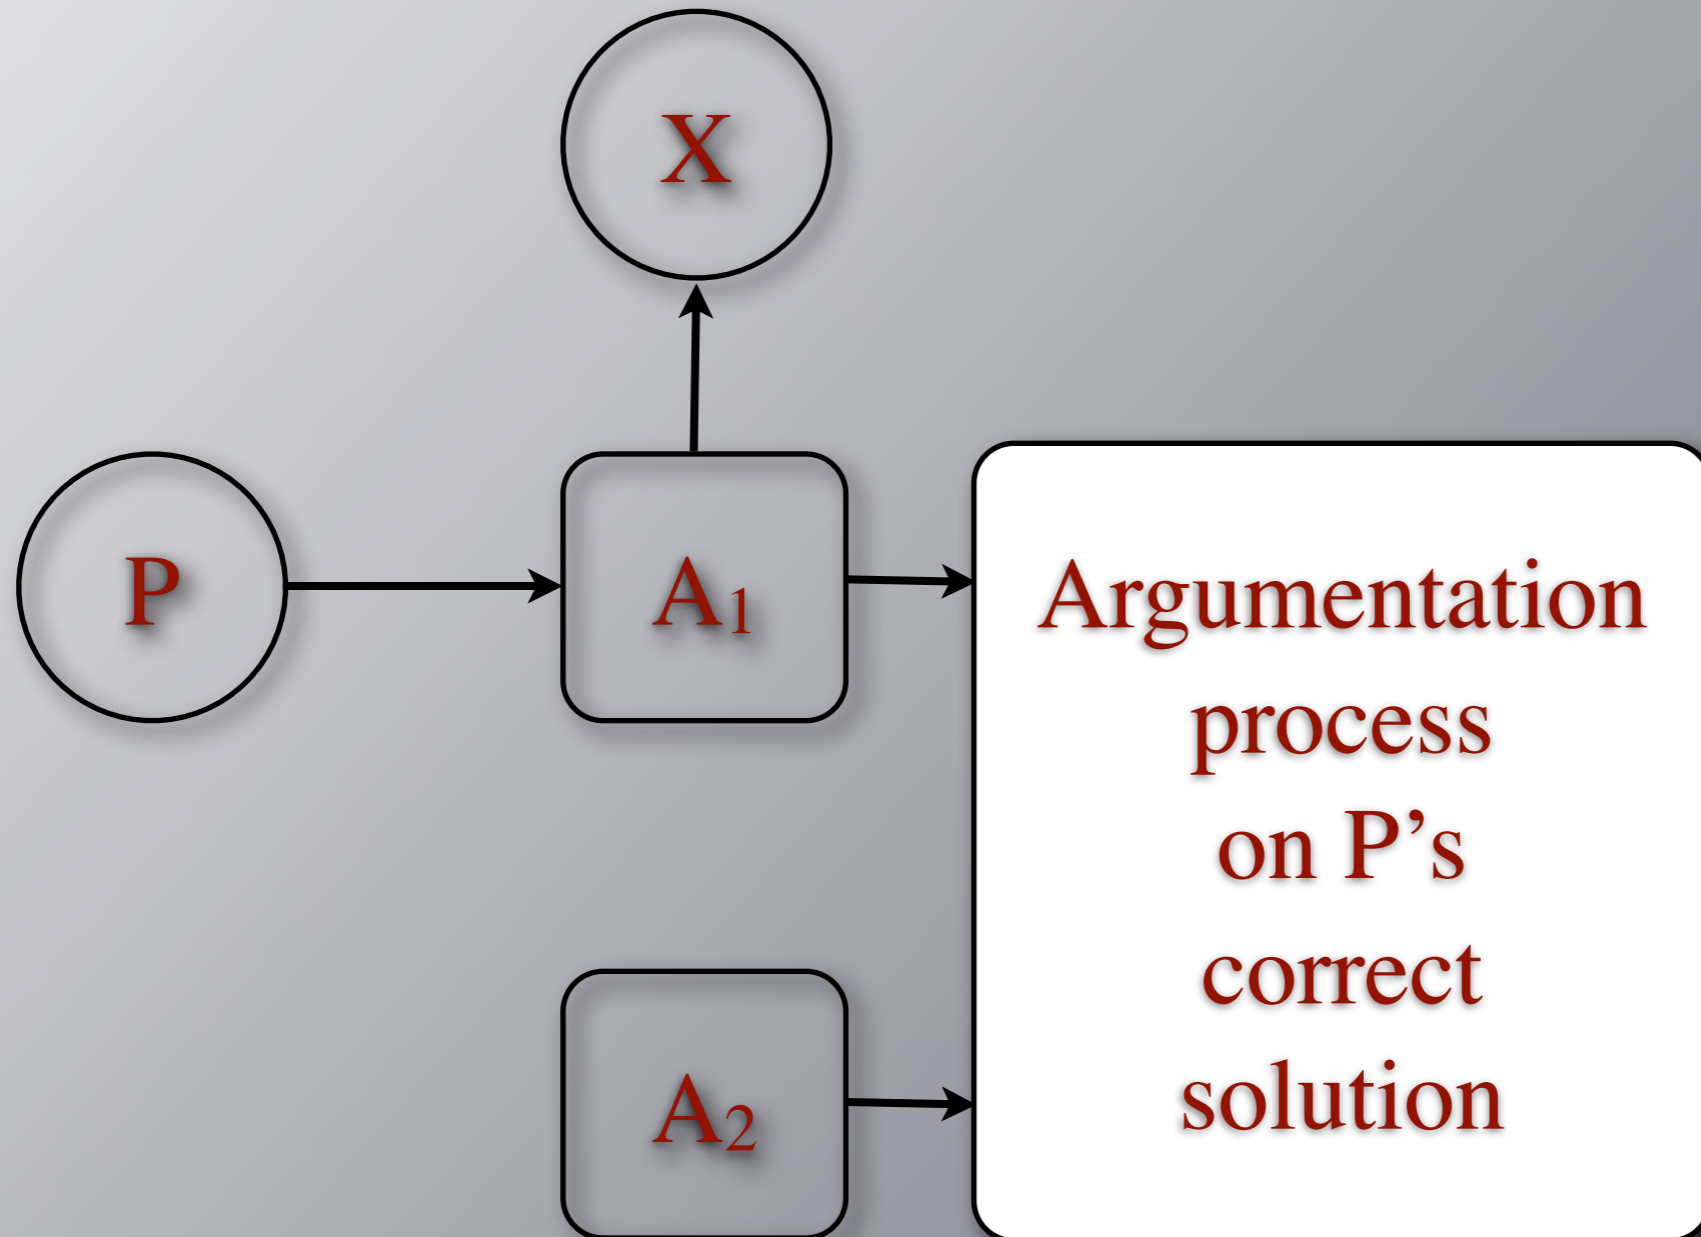 X
P
A₁
A₂
Argumentation
process
on P’s
correct
solution